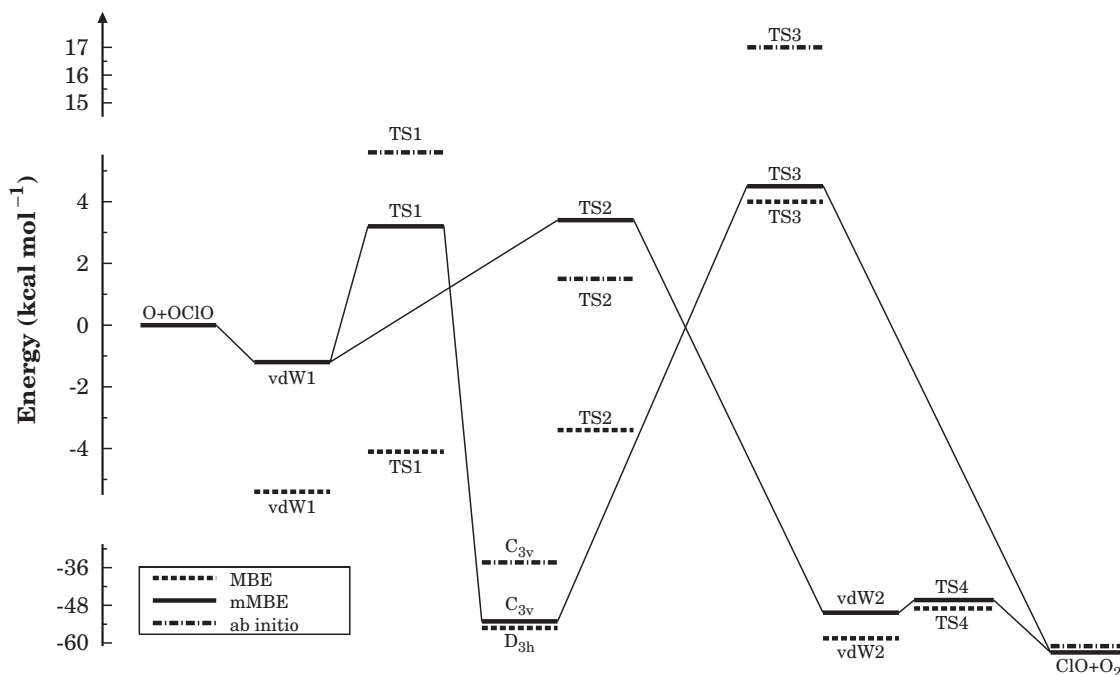 Energy (kcal mol⁻¹)
17
16
15
4
2
0
-2
-4
-36
-48
-60
TS3
TS1
TS3
TS3
TS1
TS2
TS2
O+OClO
vdW1
TS2
TS1
vdW1
C3v
C3v
D3h
vdW2
TS4
TS4
vdW2
ClO+O2
MBE
mMBE
ab initio